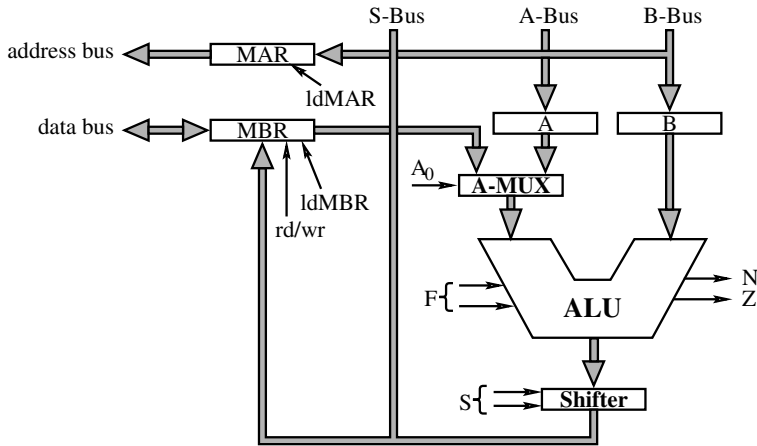 S-Bus
A-Bus
B-Bus
address bus
MAR
ldMAR
data bus
MBR
A
B
A0
A-MUX
ldMBR
rd/wr
F
ALU
N
Z
S
Shifter